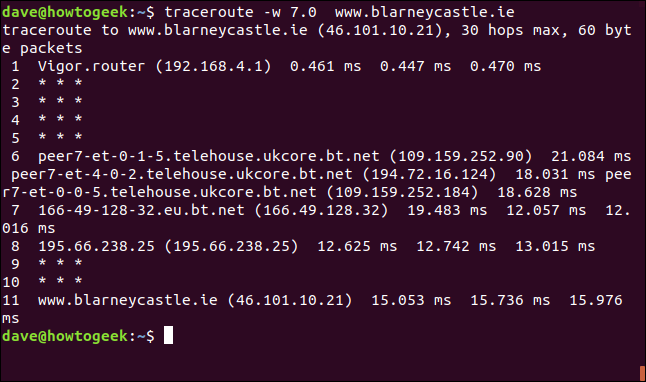 dave@howtogeek:~$ traceroute -w 7.0  www.blarneycastle.ie
traceroute to www.blarneycastle.ie (46.101.10.21), 30 hops max, 60 byt
e packets
 1  Vigor.router (192.168.4.1)  0.461 ms  0.447 ms  0.470 ms
 2  * * *
 3  * * *
 4  * * *
 5  * * *
 6  peer7-et-0-1-5.telehouse.ukcore.bt.net (109.159.252.90)  21.084 ms
 peer7-et-4-0-2.telehouse.ukcore.bt.net (194.72.16.124)  18.031 ms pee
r7-et-0-0-5.telehouse.ukcore.bt.net (109.159.252.184)  18.628 ms
 7  166-49-128-32.eu.bt.net (166.49.128.32)  19.483 ms  12.057 ms  12.
016 ms
 8  195.66.238.25 (195.66.238.25)  12.625 ms  12.742 ms  13.015 ms
 9  * * *
10  * * *
11  www.blarneycastle.ie (46.101.10.21)  15.053 ms  15.736 ms  15.976
ms
dave@howtogeek:~$